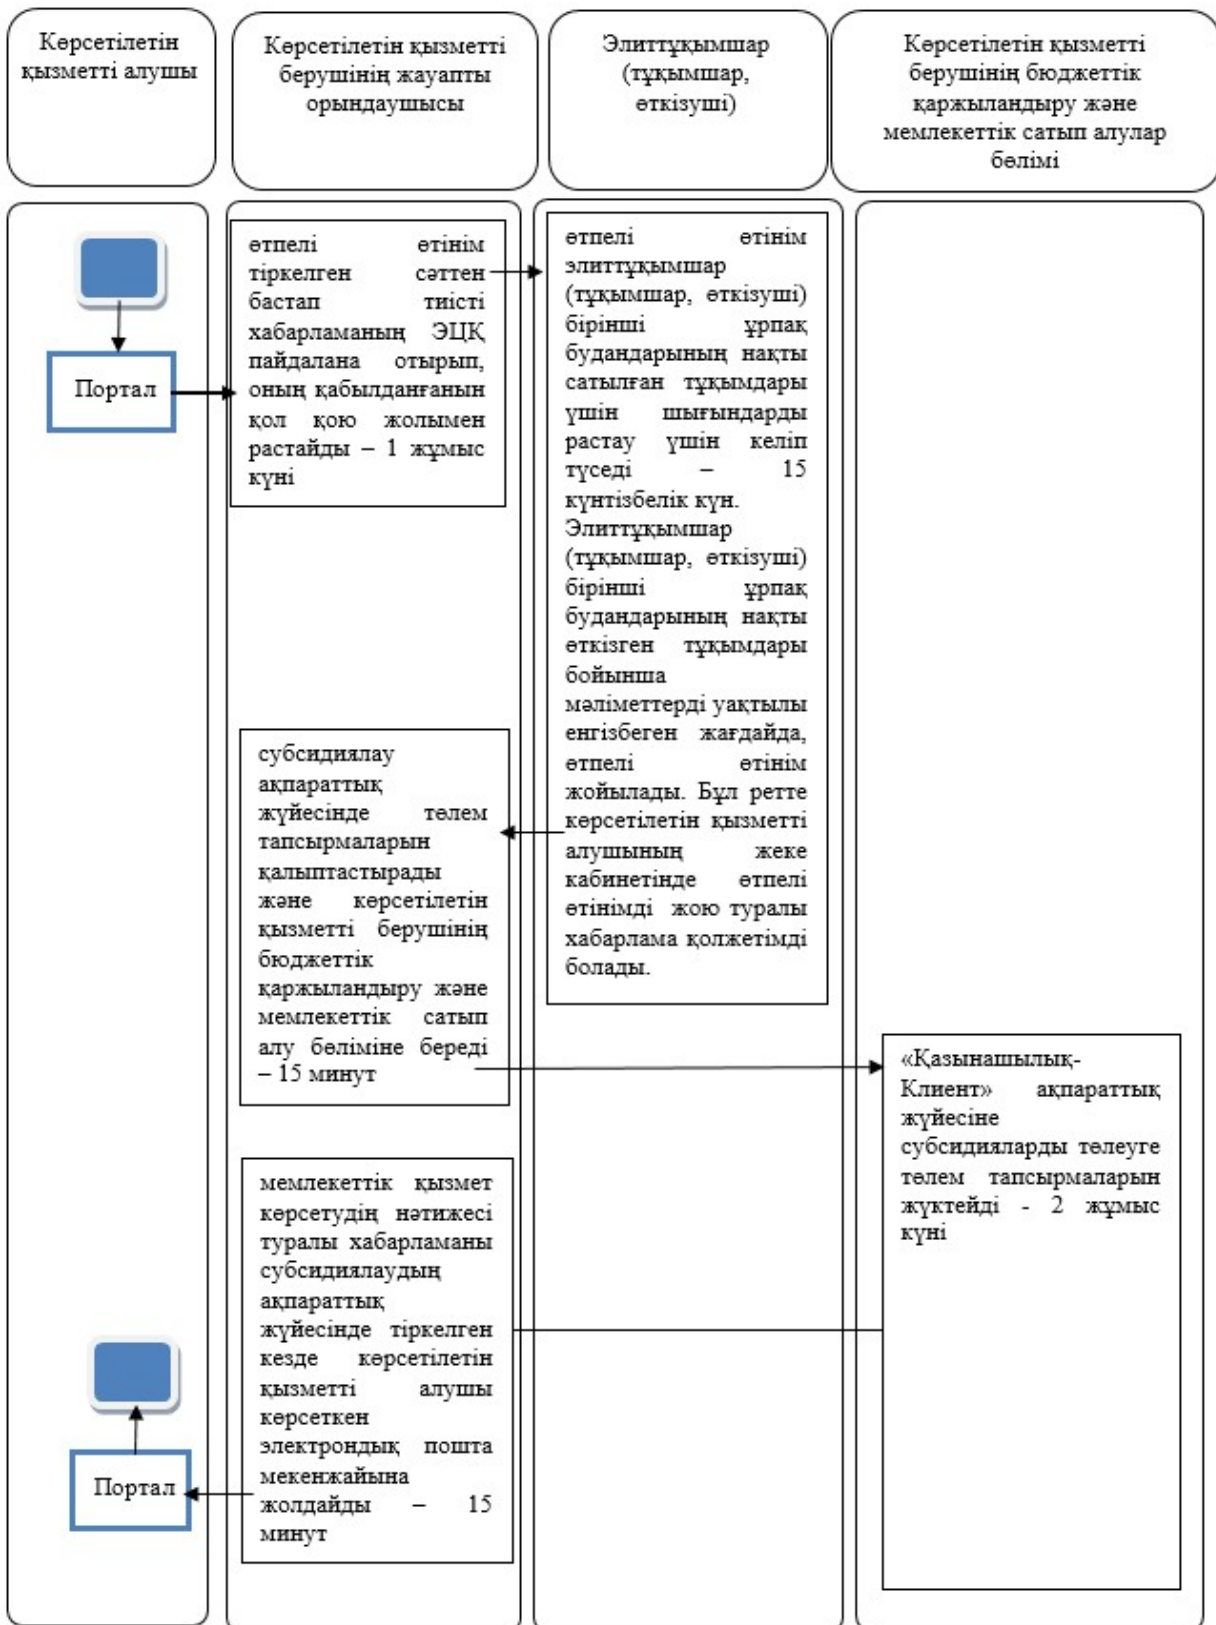 Көрсетілетін
қызметті алушы
Көрсетілетін қызметті
берушінің жауапты
орындаушысы
Элиттұқымшар
(тұқымшар,
өткізуші)
Көрсетілетін қызметті
берушінің бюджеттік
қаржыландыру және
мемлекеттік сатып алулар
бөлімі
Портал
өтпелі өтінім
тіркелген сәттен
бастап тиісті
хабарламаның ЭЦҚ
пайдалана отырып,
оның қабылданғанын
қол қою жолымен
растайды – 1 жұмыс
күні
өтпелі өтінім
элиттұқымшар
(тұқымшар, өткізуші)
бірінші ұрпақ
будандарының нақты
сатылған тұқымдары
үшін шығындарды
растау үшін келіп
түседі – 15
күнтізбелік күн.
Элиттұқымшар
(тұқымшар, өткізуші)
бірінші ұрпақ
будандарының нақты
өткізген тұқымдары
бойынша
мәліметтерді уақтылы
енгізбеген жағдайда,
өтпелі өтінім
жойылады. Бұл ретте
көрсетілетін қызметті
алушының жеке
кабинетінде өтпелі
өтінімді жою туралы
хабарлама қолжетімді
болады.
субсидиялау
ақпараттық
жүйесінде төлем
тапсырмаларын
қалыптастырады
және көрсетілетін
қызметті берушінің
бюджеттік
қаржыландыру және
мемлекеттік сатып
алу бөліміне береді
– 15 минут
«Қазынашылық-
Клиент» ақпараттық
жүйесіне
субсидияларды төлеуге
төлем тапсырмаларын
жүктейді - 2 жұмыс
күні
мемлекеттік қызмет
көрсетудің нәтижесі
туралы хабарламаны
субсидиялаудың
ақпараттық
жүйесінде тіркелген
кезде көрсетілетін
қызметті алушы
көрсеткен
электрондық пошта
мекенжайына
жолдайды – 15
минут
Портал